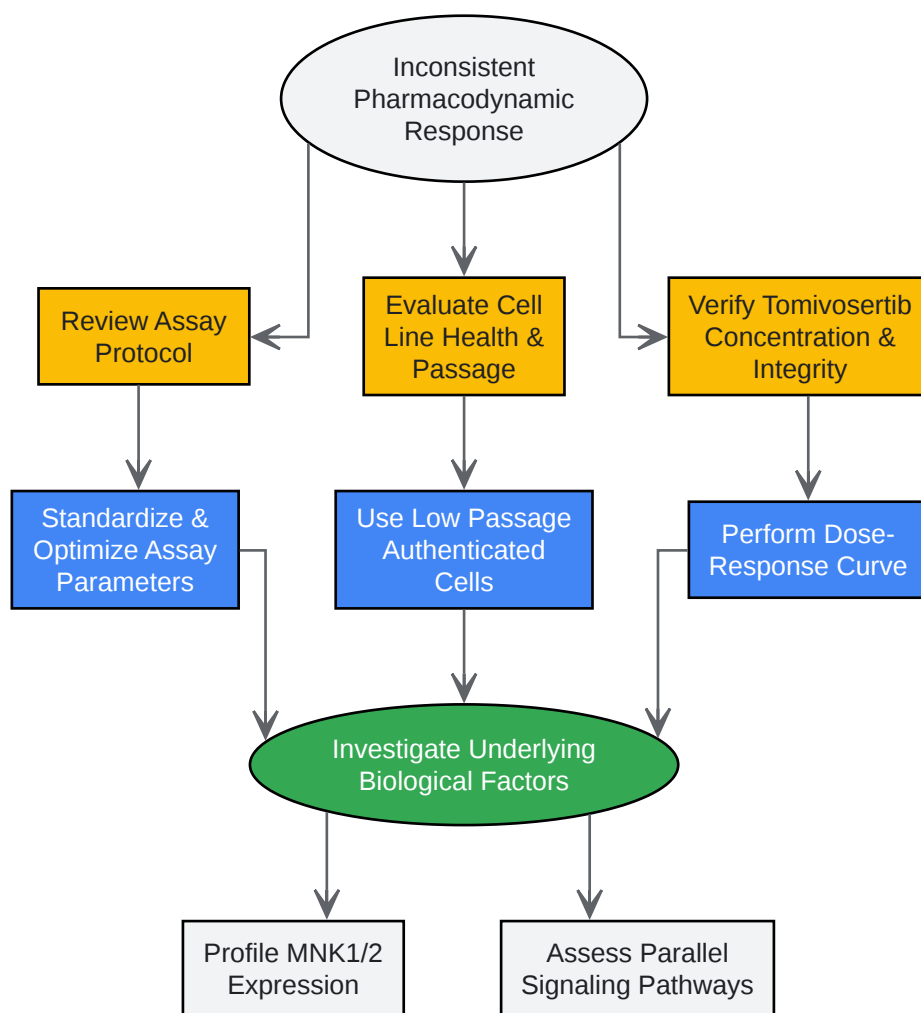 Inconsistent
Pharmacodynamic
Response
Review Assay
Protocol
Evaluate Cell
Line Health &
Passage
Verify Tomivosertib
Concentration &
Integrity
Standardize &
Optimize Assay
Parameters
Use Low Passage
Authenticated
Cells
Perform Dose-
Response Curve
Investigate Underlying
Biological Factors
Profile MNK1/2
Expression
Assess Parallel
Signaling Pathways